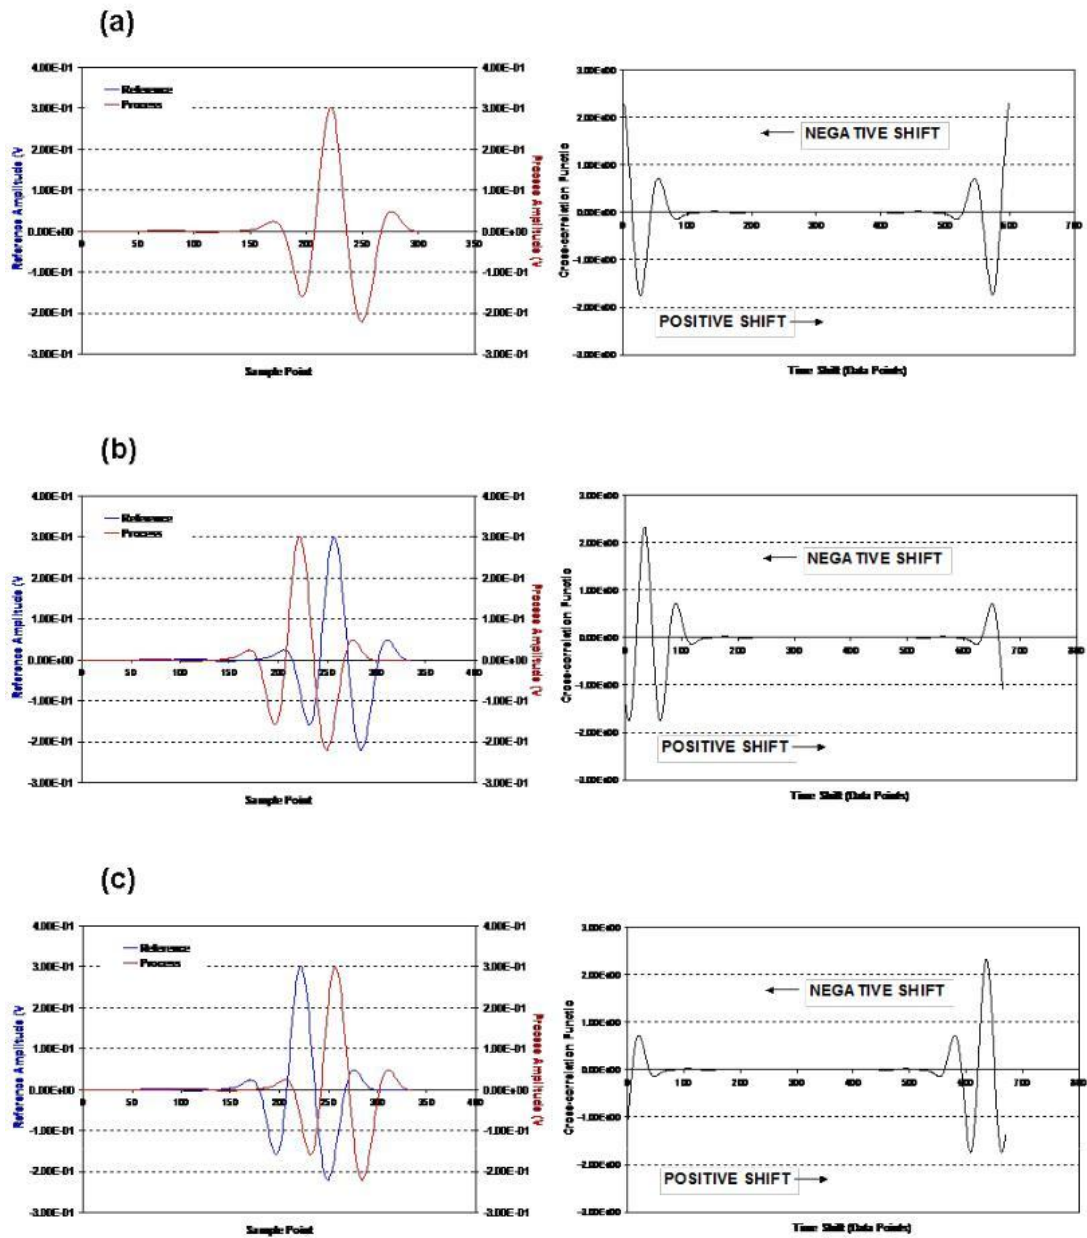 (a)
4.00E-01
3.00E-01
2.00E-01
1.00E-01
0.00E+00
-1.00E-01
-2.00E-01
-3.00E-01
Reference Amplitude (V
Reference
Process
0 50 100 150 200 250 300 350
Sample Point
4.00E-01
3.00E-01
2.00E-01
1.00E-01
0.00E+00
-1.00E-01
-2.00E-01
-3.00E-01
Process Amplitude (V
3.00E+00
2.00E+00
1.00E+00
0.00E+00
-1.00E+00
-2.00E+00
-3.00E+00
Cross-correlation Functio
NEGATIVE SHIFT
0 100 200 300 400 500 600 700
POSITIVE SHIFT
Time Shift (Data Points)
(b)
4.00E-01
3.00E-01
2.00E-01
1.00E-01
0.00E+00
-1.00E-01
-2.00E-01
-3.00E-01
Reference Amplitude (V
Reference
Process
0 50 100 150 200 250 300 350 400
Sample Point
4.00E-01
3.00E-01
2.00E-01
1.00E-01
0.00E+00
-1.00E-01
-2.00E-01
-3.00E-01
Process Amplitude (V
3.00E+00
2.00E+00
1.00E+00
0.00E+00
-1.00E+00
-2.00E+00
-3.00E+00
Cross-correlation Functio
NEGATIVE SHIFT
0 100 200 300 400 500 600 700 800
POSITIVE SHIFT
Time Shift (Data Points)
(c)
4.00E-01
3.00E-01
2.00E-01
1.00E-01
0.00E+00
-1.00E-01
-2.00E-01
-3.00E-01
Reference Amplitude (V
Reference
Process
0 50 100 150 200 250 300 350 400
Sample Point
4.00E-01
3.00E-01
2.00E-01
1.00E-01
0.00E+00
-1.00E-01
-2.00E-01
-3.00E-01
Process Amplitude (V
3.00E+00
2.00E+00
1.00E+00
0.00E+00
-1.00E+00
-2.00E+00
-3.00E+00
Cross-correlation Functio
NEGATIVE SHIFT
0 100 200 300 400 500 600 700 800
POSITIVE SHIFT
Time Shift (Data Points)